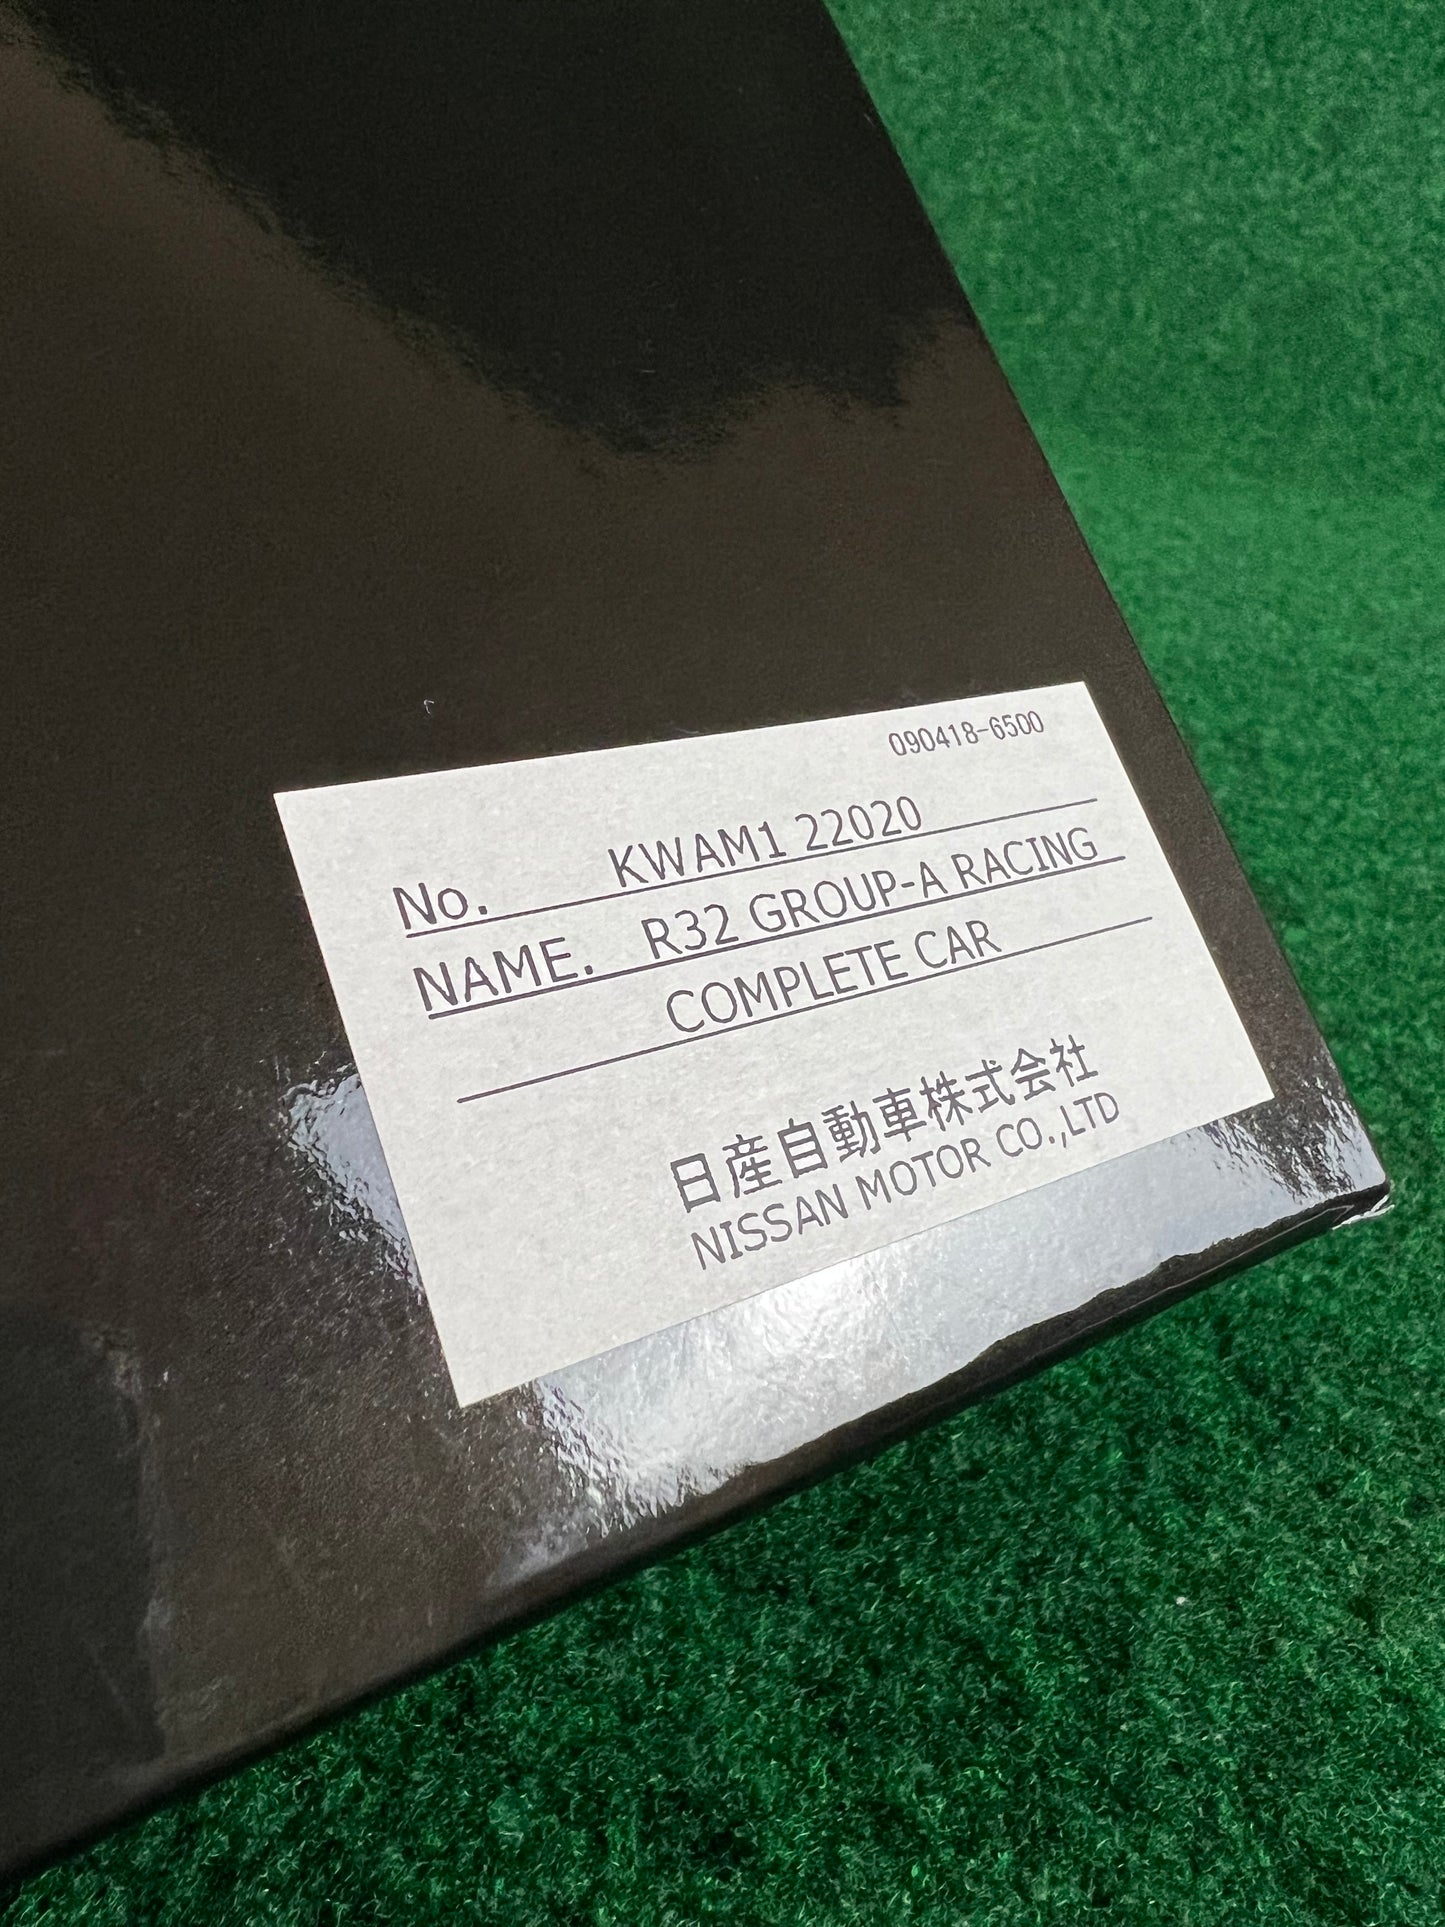 090418-6500
No. KWAM1 22020
NAME. R32 GROUP-A RACING
COMPLETE CAR
日産自動車株式会社
NISSAN MOTOR CO.,LTD